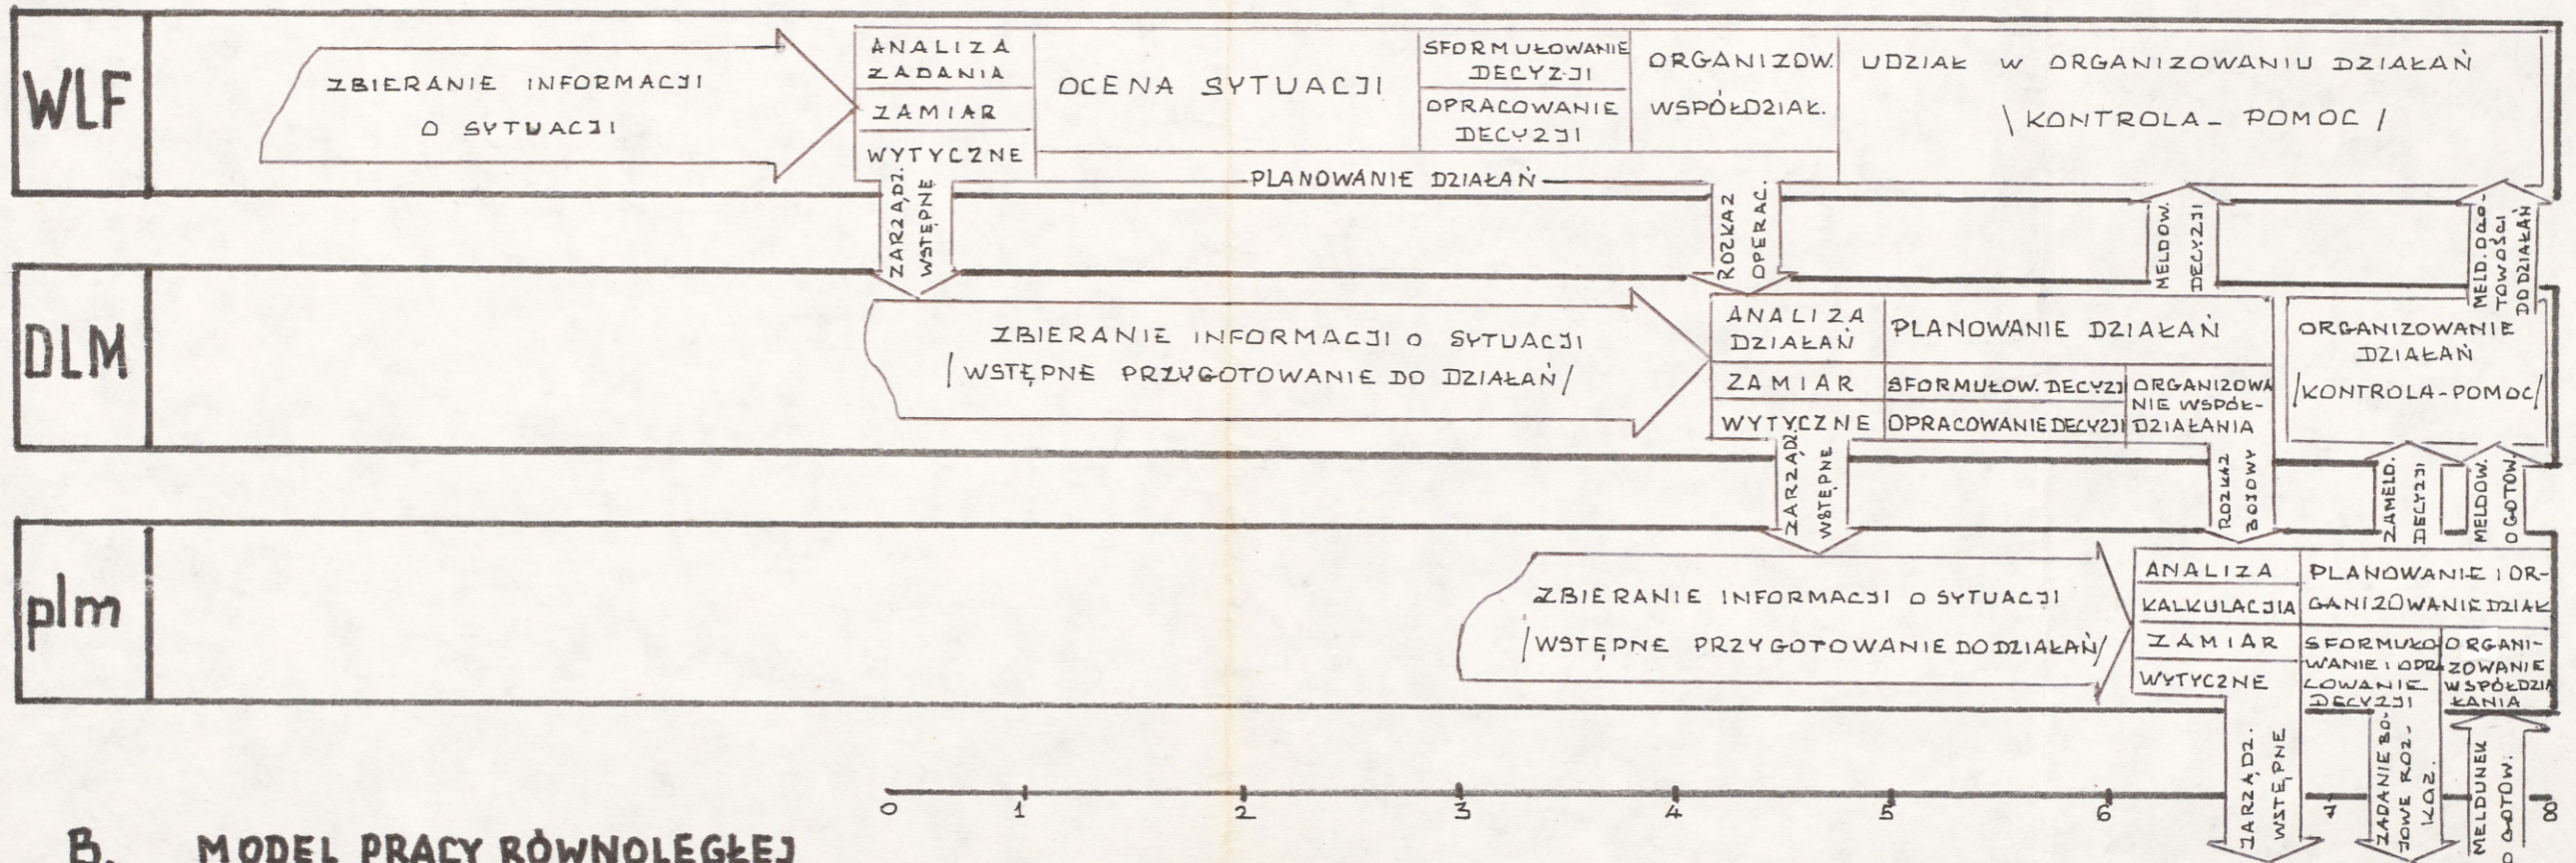 WLF
ZBIERANIE INFORMACJI
O SYTUACJI
ANALIZA
ZADANIA
ZAMIAR
WYTYCZNE
OCENA SYTUACJI
SFORMUŁOWANIE
DECYZJI
OPRACOWANIE
DECYZJI
ORGANIZOW.
WSPÓŁDZIAŁ.
UDZIAŁ W ORGANIZOWANIU DZIAŁAŃ
\ KONTROLA - POMOC /
PLANOWANIE DZIAŁAŃ
ZARZĄDZ.
WSTĘPNE
ROZKAZ
OPERAC.
MELDOW.
DECYZJI
MELD. O GO-
TOWOŚCI
DO DZIAŁAŃ
DLM
ZBIERANIE INFORMACJI O SYTUACJI
/WSTĘPNE PRZYGOTOWANIE DO DZIAŁAŃ/
ANALIZA
DZIAŁAŃ
ZAMIAR
WYTYCZNE
PLANOWANIE DZIAŁAŃ
SFORMUŁOW. DECYZJI
OPRACOWANIE DECYZJI
ORGANIZOWA
NIE WSPÓŁ-
DZIAŁANIA
ORGANIZOWANIE
DZIAŁAŃ
/KONTROLA-POMOC/
ZARZĄDZ.
WSTĘPNE
ROZKAZ
BOJOWY
ZAMELD.
DECYZJI
MELDOW.
O GOTOW.
plm
ZBIERANIE INFORMACJI O SYTUACJI
/WSTĘPNE PRZYGOTOWANIE DO DZIAŁAŃ/
ANALIZA
KALKULACJIA
ZAMIAR
WYTYCZNE
PLANOWANIE I OR-
GANIZOWANIE DZIAŁ
SFORMUŁO
WANIE I OPRA
COWANIE
DECYZJI
ORGANI-
ZOWANIE
WSPÓŁDZIA
ŁANIA
ZARZĄDZ.
WSTĘPNE
ZADANIE BO-
JOWE ROZ-
KAZ.
MELDUNEK
O GOTOW.
0 1 2 3 4 5 6 7 8
B. MODEL PRACY RÓWNOLEGŁEJ